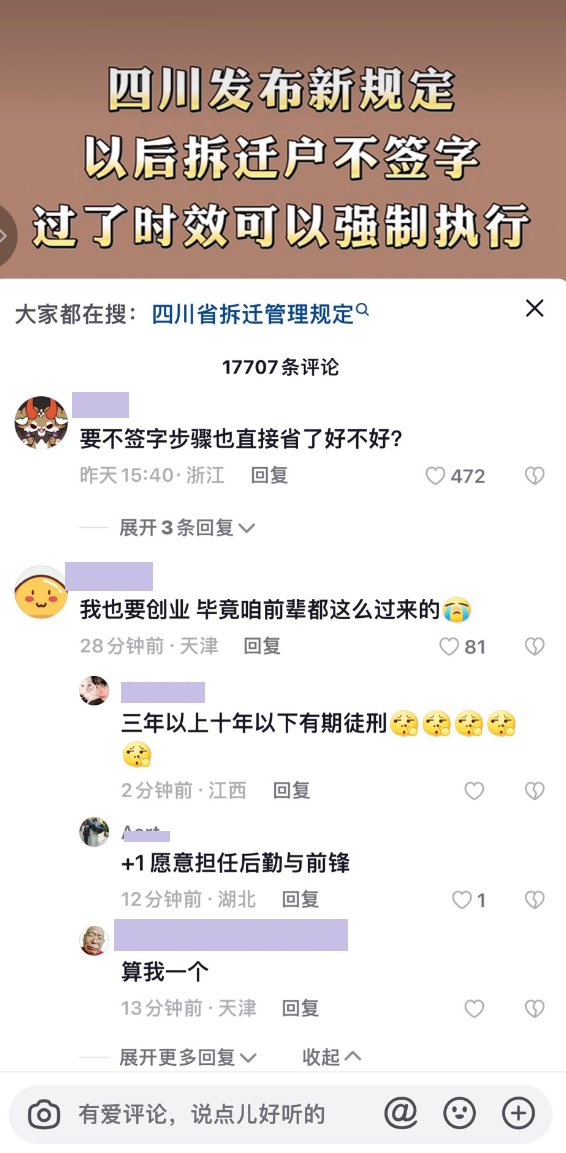 四川发布新规定
以后拆迁户不签字
过了时效可以强制执行
大家都在搜：四川省拆迁管理规定
17707条评论
要不签字步骤也直接省了好不好?
昨天15:40·浙江 回复
472
展开3条回复
我也要创业 毕竟咱前辈都这么过来的😭
28分钟前·天津 回复
81
三年以上十年以下有期徒刑
2分钟前·江西 回复
+1愿意担任后勤与前锋
12分钟前·湖北 回复
1
算我一个
13分钟前·天津 回复
展开更多回复 收起
有爱评论，说点儿好听的